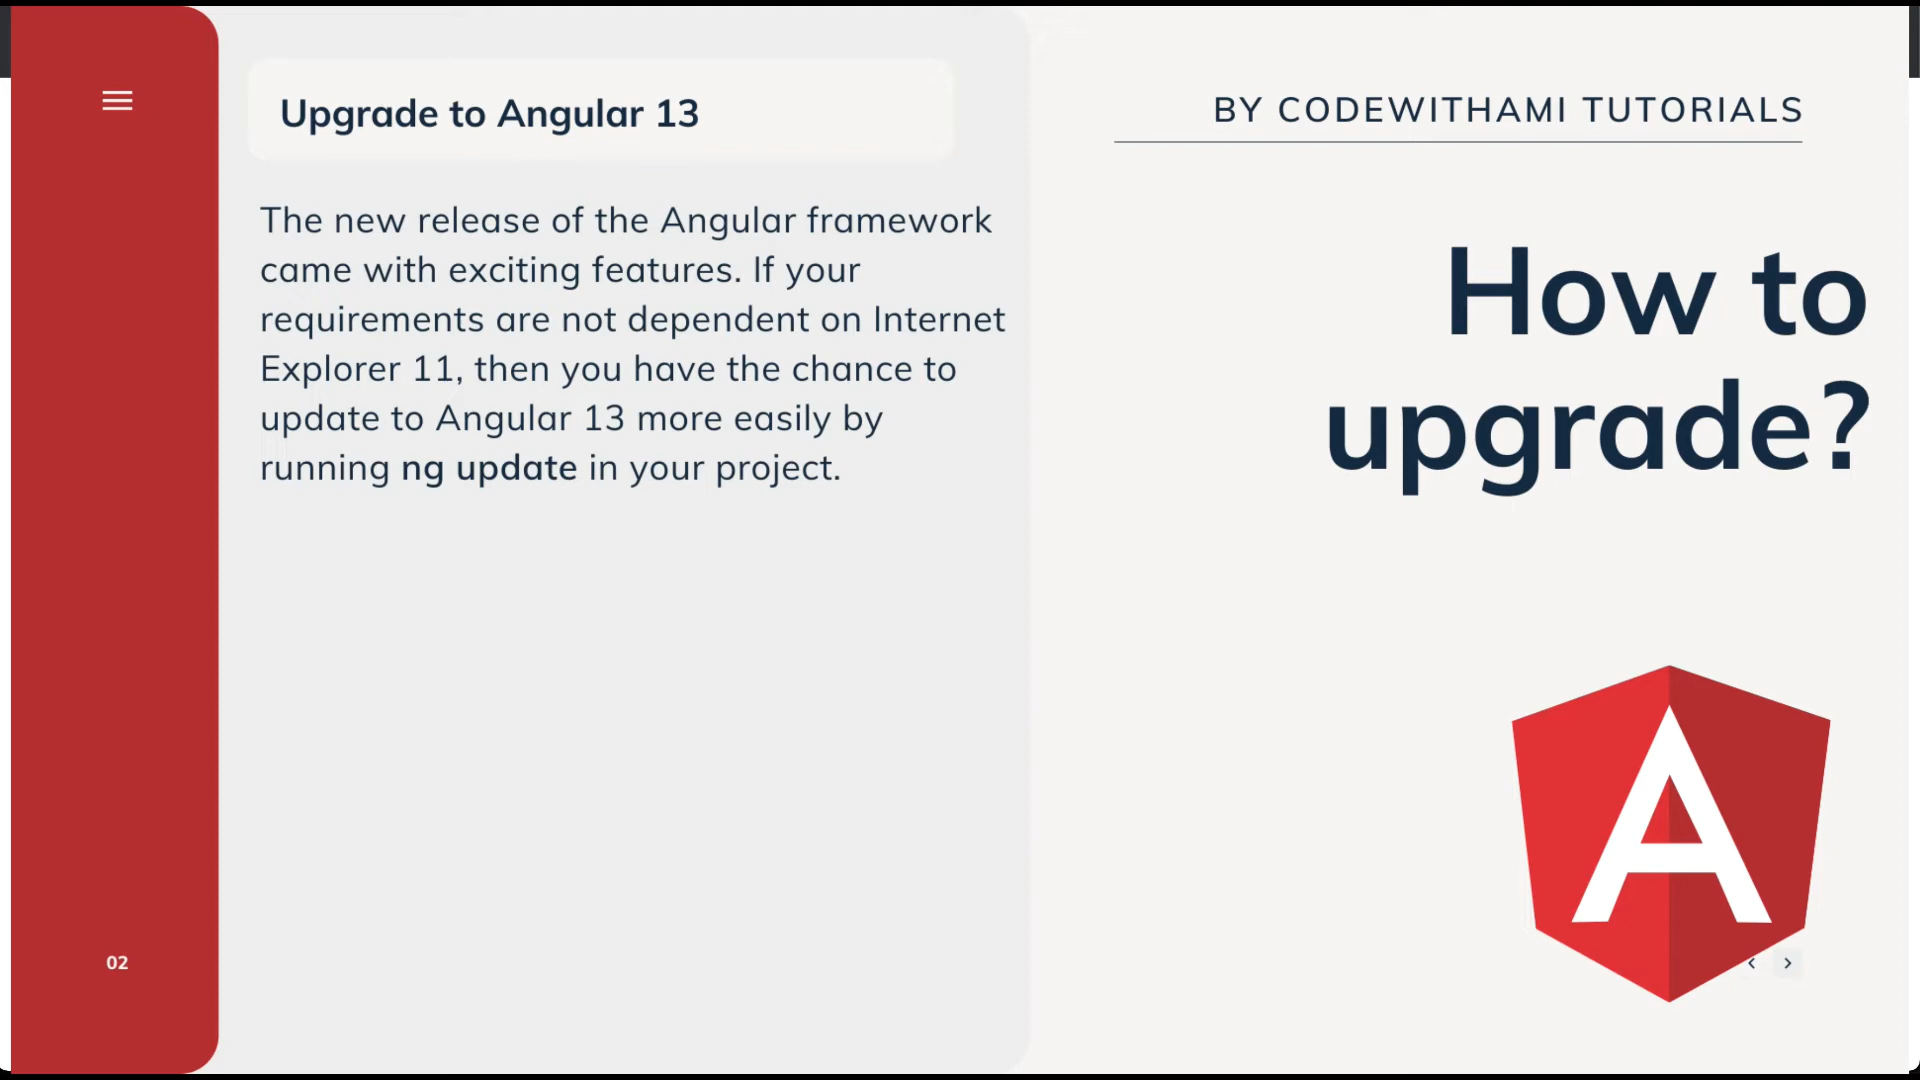 Upgrade to Angular 13
The new release of the Angular framework
came with exciting features. If your
requirements are not dependent on Internet
Explorer 11, then you have the chance to
update to Angular 13 more easily by
running ng update in your project.
02
BY CODEWITHAMI TUTORIALS
How to
upgrade?
A